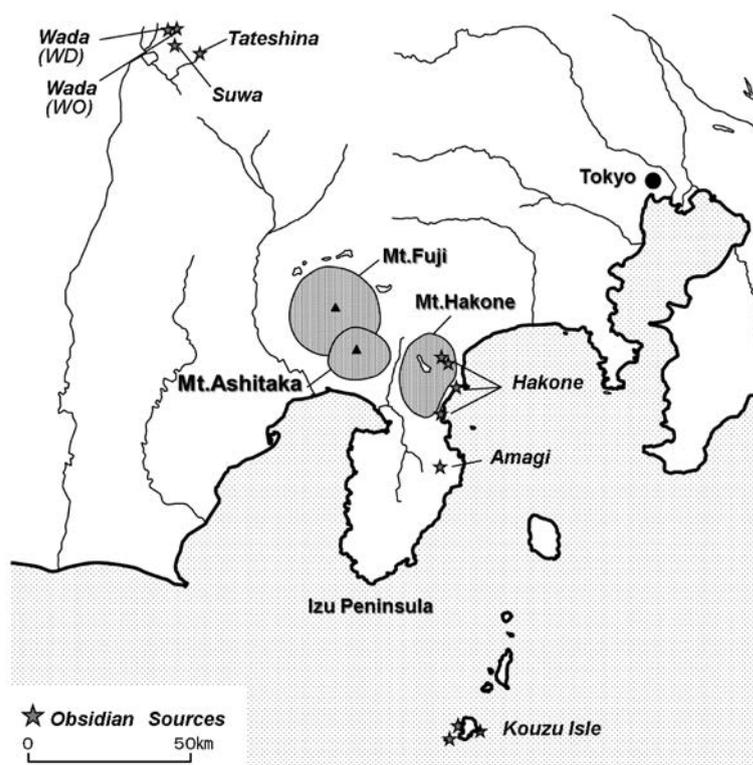 Wada
(WD)
Tateshina
Wada
(WO)
Suwa
Tokyo
Mt.Fuji
Mt.Hakone
Mt.Ashitaka
Hakone
Amagi
Izu Peninsula
Kouzu Isle
Obsidian Sources
0 50km